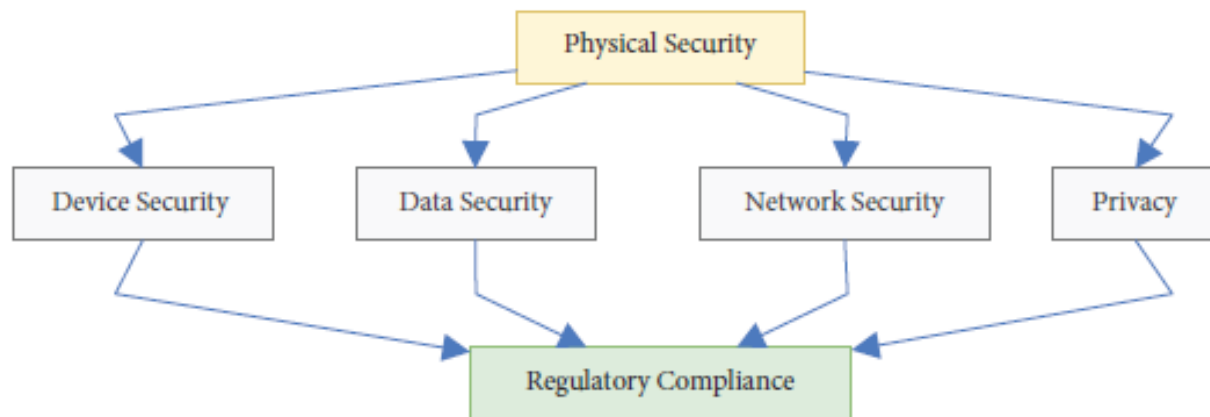 Physical Security
Device Security
Data Security
Network Security
Privacy
Regulatory Compliance